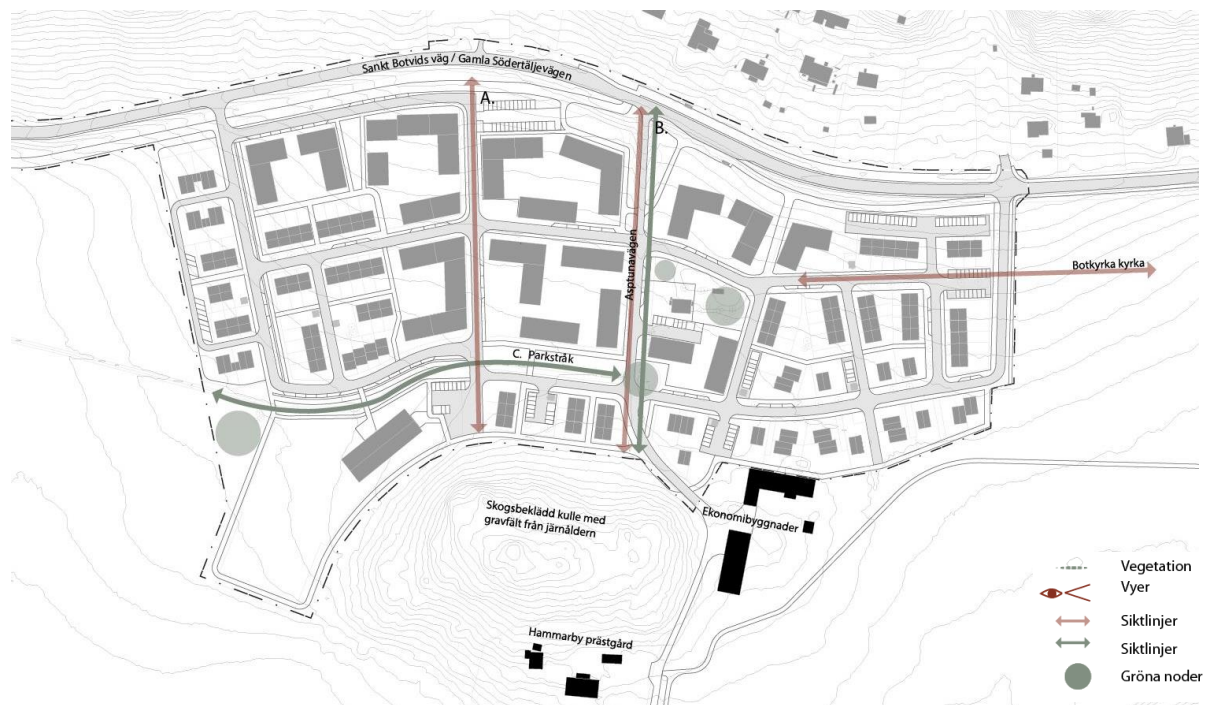 Sankt Botvids väg / Gamla Södertäljevägen
A.
B.
Asptunavägen
Botkyrka kyrka
C. Parkstråk
Skogsbeklädd kulle med
gravfält från järnåldern
Ekonomibyggnader
Hammarby prästgård
Vegetation
Vyer
Siktlinjer
Siktlinjer
Gröna noder